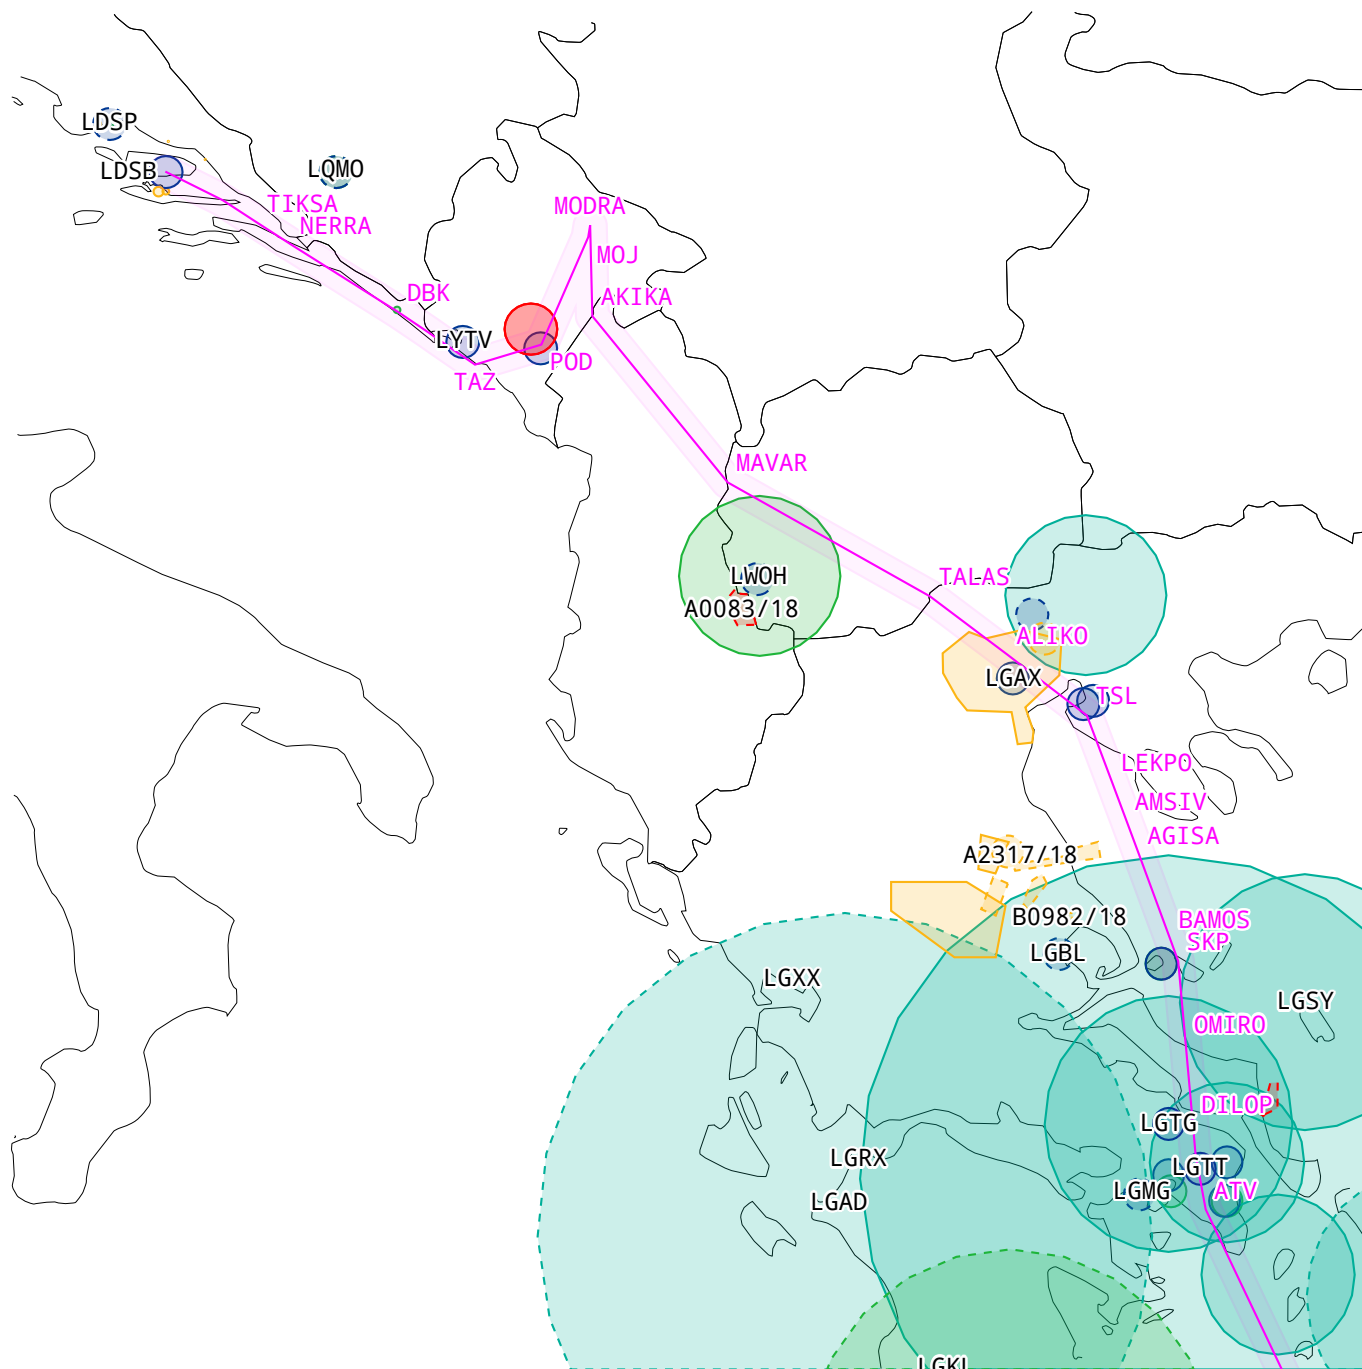 LDSP
LDSB
LQMO
TIKSA
NERRA
MODRA
MOJ
DBK
AKIKA
LYTV
POD
TAZ
MAVAR
LWOH
A0083/18
TALAS
ALIKO
LGAX
TSL
LEKPO
AMSIV
AGISA
A2317/18
B0982/18
BAMOS
SKP
LGBL
LGXX
LGSY
OMIRO
DILOP
LGTG
LGRX
LGTT
LGMG
ATV
LGAD
LGKL